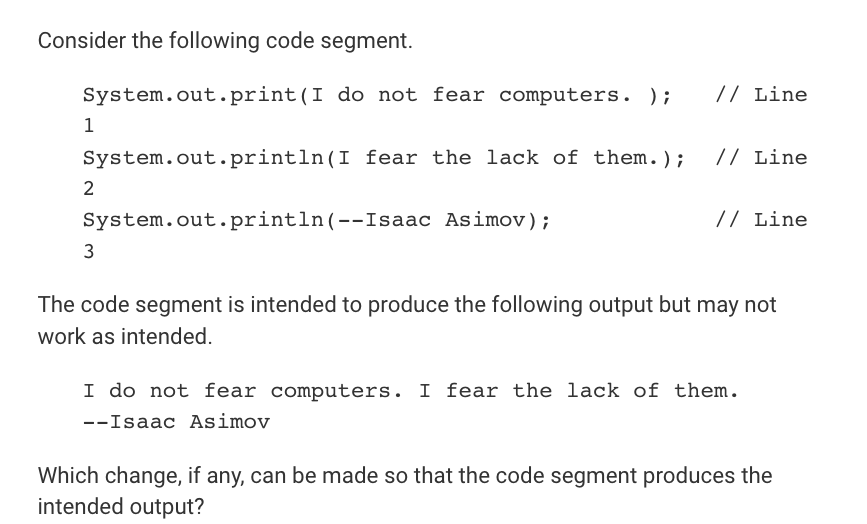 Consider the following code segment.
System.out.print(I do not fear computers. );   // Line
1
System.out.println(I fear the lack of them.);  // Line
2
System.out.println(--Isaac Asimov);            // Line
3
The code segment is intended to produce the following output but may not
work as intended.
I do not fear computers. I fear the lack of them.
--Isaac Asimov
Which change, if any, can be made so that the code segment produces the
intended output?